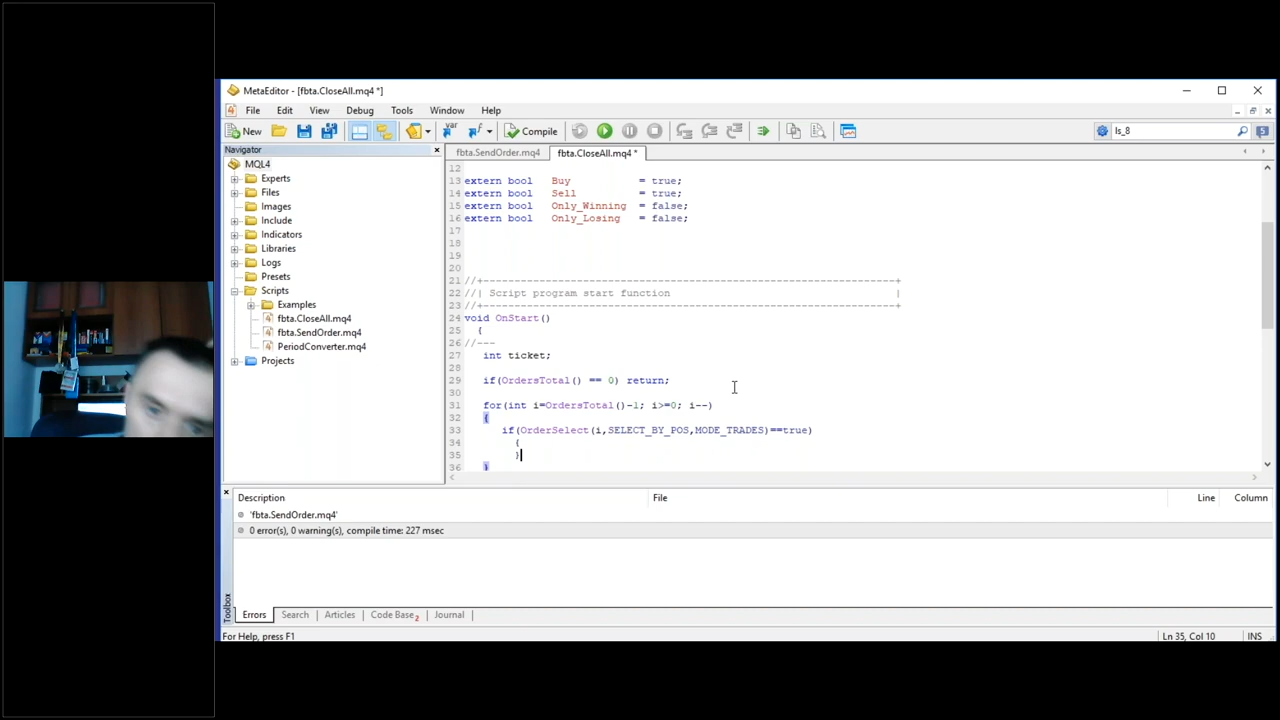 MetaEditor - [fbta.CloseAll.mq4 *]
File Edit View Debug Tools Window Help
New Compile ls_8
Navigator
MQL4
Experts
Files
Images
Include
Indicators
Libraries
Logs
Presets
Scripts
Examples
fbta.CloseAll.mq4
fbta.SendOrder.mq4
PeriodConverter.mq4
Projects
fbta.SendOrder.mq4 fbta.CloseAll.mq4 *
12
13 extern bool Buy = true;
14 extern bool Sell = true;
15 extern bool Only_Winning = false;
16 extern bool Only_Losing = false;
17
18
19
20
21 //+------------------------------------------------------------------+
22 //| Script program start function |
23 //+------------------------------------------------------------------+
24 void OnStart()
25 {
26 //---
27 int ticket;
28
29 if(OrdersTotal() == 0) return;
30
31 for(int i=OrdersTotal()-1; i>=0; i--)
32 {
33 if(OrderSelect(i,SELECT_BY_POS,MODE_TRADES)==true)
34 {
35 }
36 }
Description File Line Column
'fbta.SendOrder.mq4'
0 error(s), 0 warning(s), compile time: 227 msec
Toolbox
Errors Search Articles Code Base 2 Journal
For Help, press F1 Ln 35, Col 10 INS